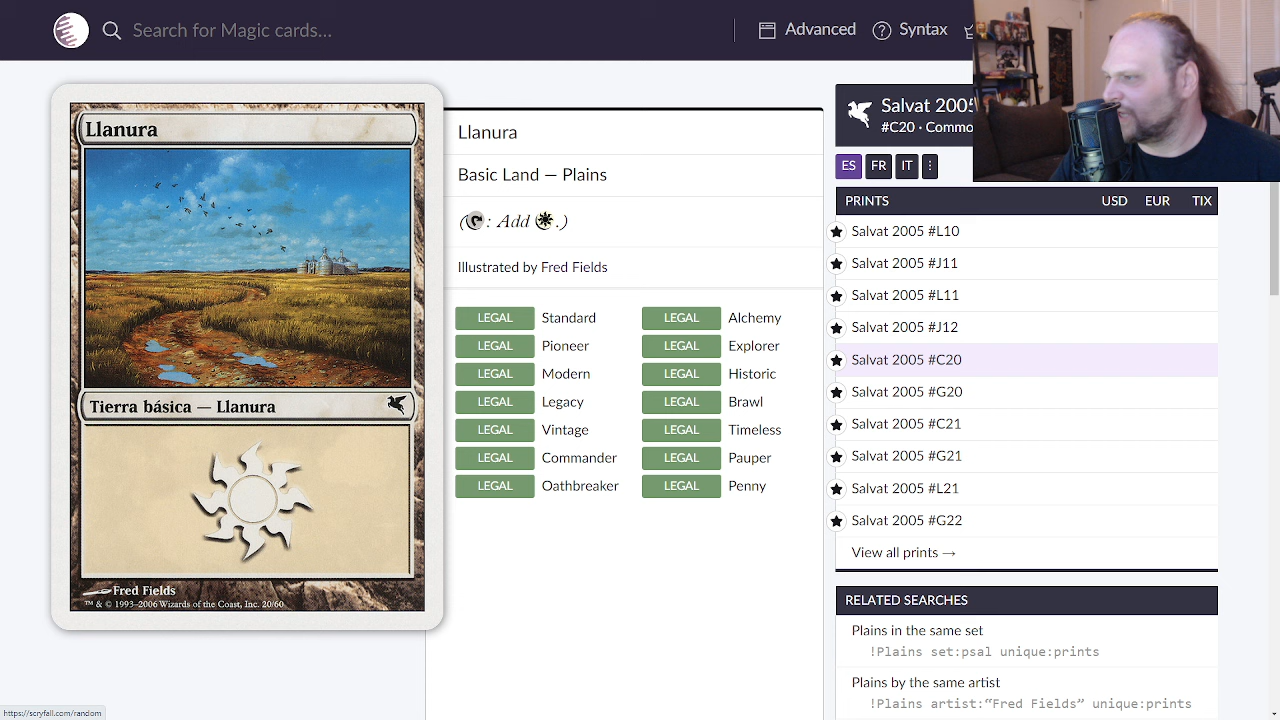 Search for Magic cards...
Advanced
Syntax
Llanura
Tierra básica — Llanura
Fred Fields
™ & © 1993–2006 Wizards of the Coast, Inc. 20/60
Llanura
Basic Land — Plains
( : Add .)
Illustrated by Fred Fields
LEGAL Standard LEGAL Alchemy
LEGAL Pioneer LEGAL Explorer
LEGAL Modern LEGAL Historic
LEGAL Legacy LEGAL Brawl
LEGAL Vintage LEGAL Timeless
LEGAL Commander LEGAL Pauper
LEGAL Oathbreaker LEGAL Penny
Salvat 2005
#C20 · Commo
ES FR IT
PRINTS USD EUR TIX
Salvat 2005 #L10
Salvat 2005 #J11
Salvat 2005 #L11
Salvat 2005 #J12
Salvat 2005 #C20
Salvat 2005 #G20
Salvat 2005 #C21
Salvat 2005 #G21
Salvat 2005 #L21
Salvat 2005 #G22
View all prints →
RELATED SEARCHES
Plains in the same set
!Plains set:psal unique:prints
Plains by the same artist
!Plains artist:“Fred Fields” unique:prints
https://scryfall.com/random